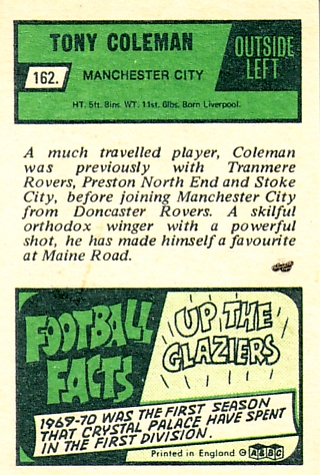 TONY COLEMAN
OUTSIDE
LEFT
162.
MANCHESTER CITY
HT. 5ft. 8ins. WT. 11st. 6lbs. Born Liverpool.
A much travelled player, Coleman
was previously with Tranmere
Rovers, Preston North End and Stoke
City, before joining Manchester City
from Doncaster Rovers. A skilful
orthodox winger with a powerful
shot, he has made himself a favourite
at Maine Road.
FOOTBALL
FACTS
UP THE
GLAZIERS
1969-70 WAS THE FIRST SEASON
THAT CRYSTAL PALACE HAVE SPENT
IN THE FIRST DIVISION.
Printed in England © A&BC